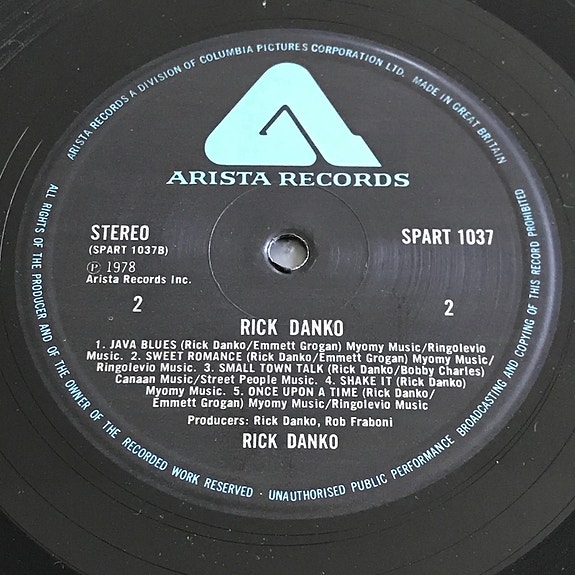 ARISTA RECORDS A DIVISION OF COLUMBIA PICTURES CORPORATION LTD. MADE IN GREAT BRITAIN
ARISTA RECORDS
STEREO
(SPART 1037B)
℗ 1978
Arista Records Inc.
2
SPART 1037
2
RICK DANKO
1. JAVA BLUES (Rick Danko/Emmett Grogan) Myomy Music/Ringolevio
Music. 2. SWEET ROMANCE (Rick Danko/Emmett Grogan) Myomy Music/
Ringolevio Music. 3. SMALL TOWN TALK (Rick Danko/Bobby Charles)
Canaan Music/Street People Music. 4. SHAKE IT (Rick Danko)
Myomy Music. 5. ONCE UPON A TIME (Rick Danko/
Emmett Grogan) Myomy Music/Ringolevio Music
Producers: Rick Danko, Rob Fraboni
RICK DANKO
ALL RIGHTS OF THE PRODUCER AND OF THE OWNER OF THE RECORDED WORK RESERVED · UNAUTHORISED PUBLIC PERFORMANCE BROADCASTING AND COPYING OF THIS RECORD PROHIBITED